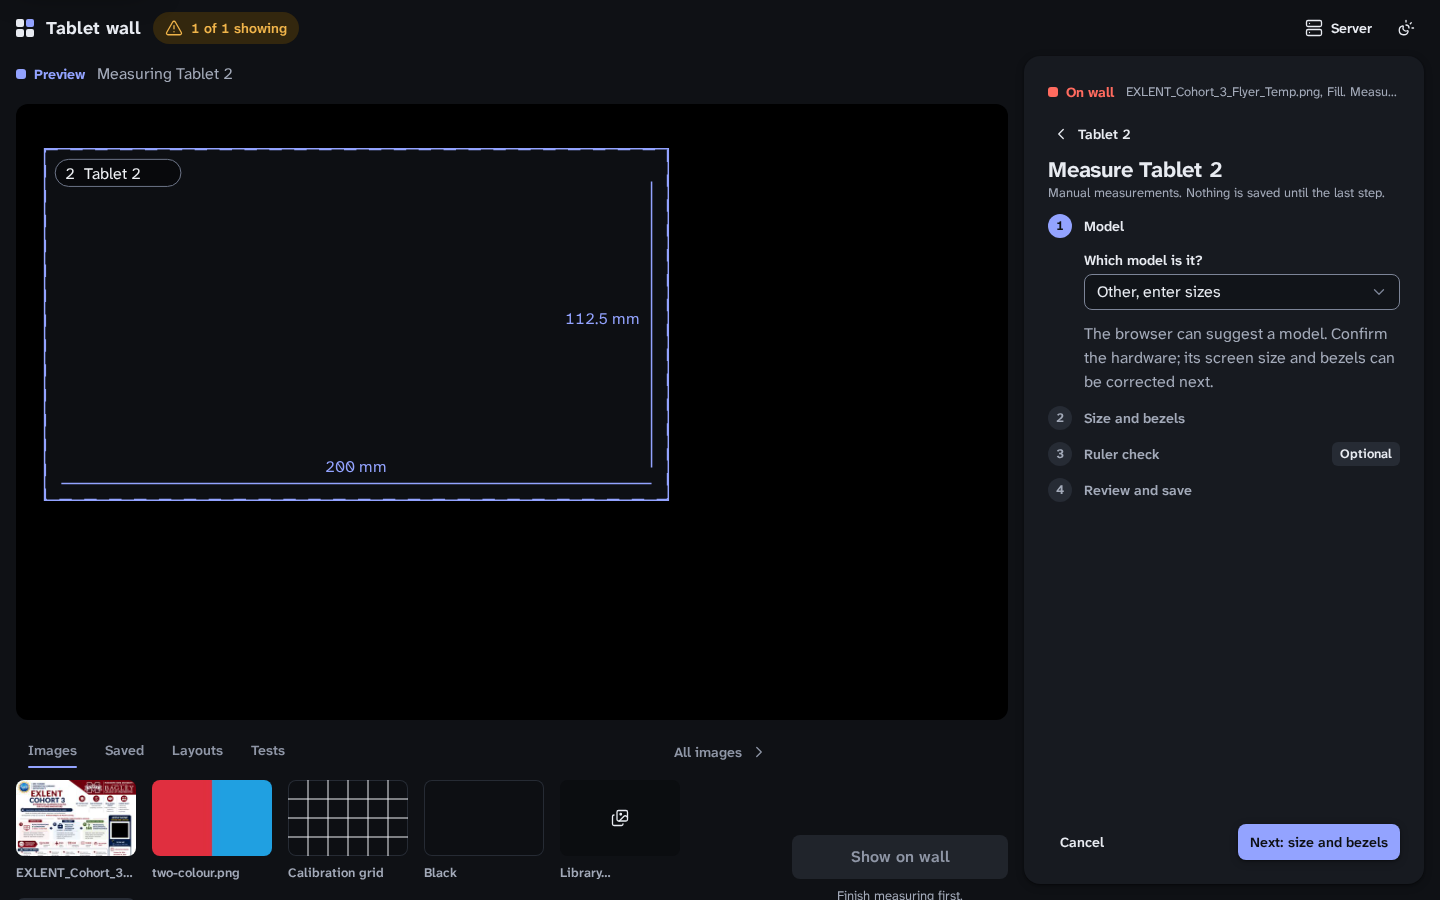 Tablet wall
1 of 1 showing
Server
Preview
Measuring Tablet 2
On wall
EXLENT_Cohort_3_Flyer_Temp.png, Fill. Measu...
Tablet 2
Measure Tablet 2
Manual measurements. Nothing is saved until the last step.
1 Model
Which model is it?
Other, enter sizes
The browser can suggest a model. Confirm
the hardware; its screen size and bezels can
be corrected next.
2 Size and bezels
3 Ruler check
Optional
4 Review and save
Cancel
Next: size and bezels
2 Tablet 2
112.5 mm
200 mm
Images
Saved
Layouts
Tests
All images
EXLENT
COHORT 3
BAGLEY
EXLENT_Cohort_3...
two-colour.png
Calibration grid
Black
Library...
Show on wall
Finish measuring first.